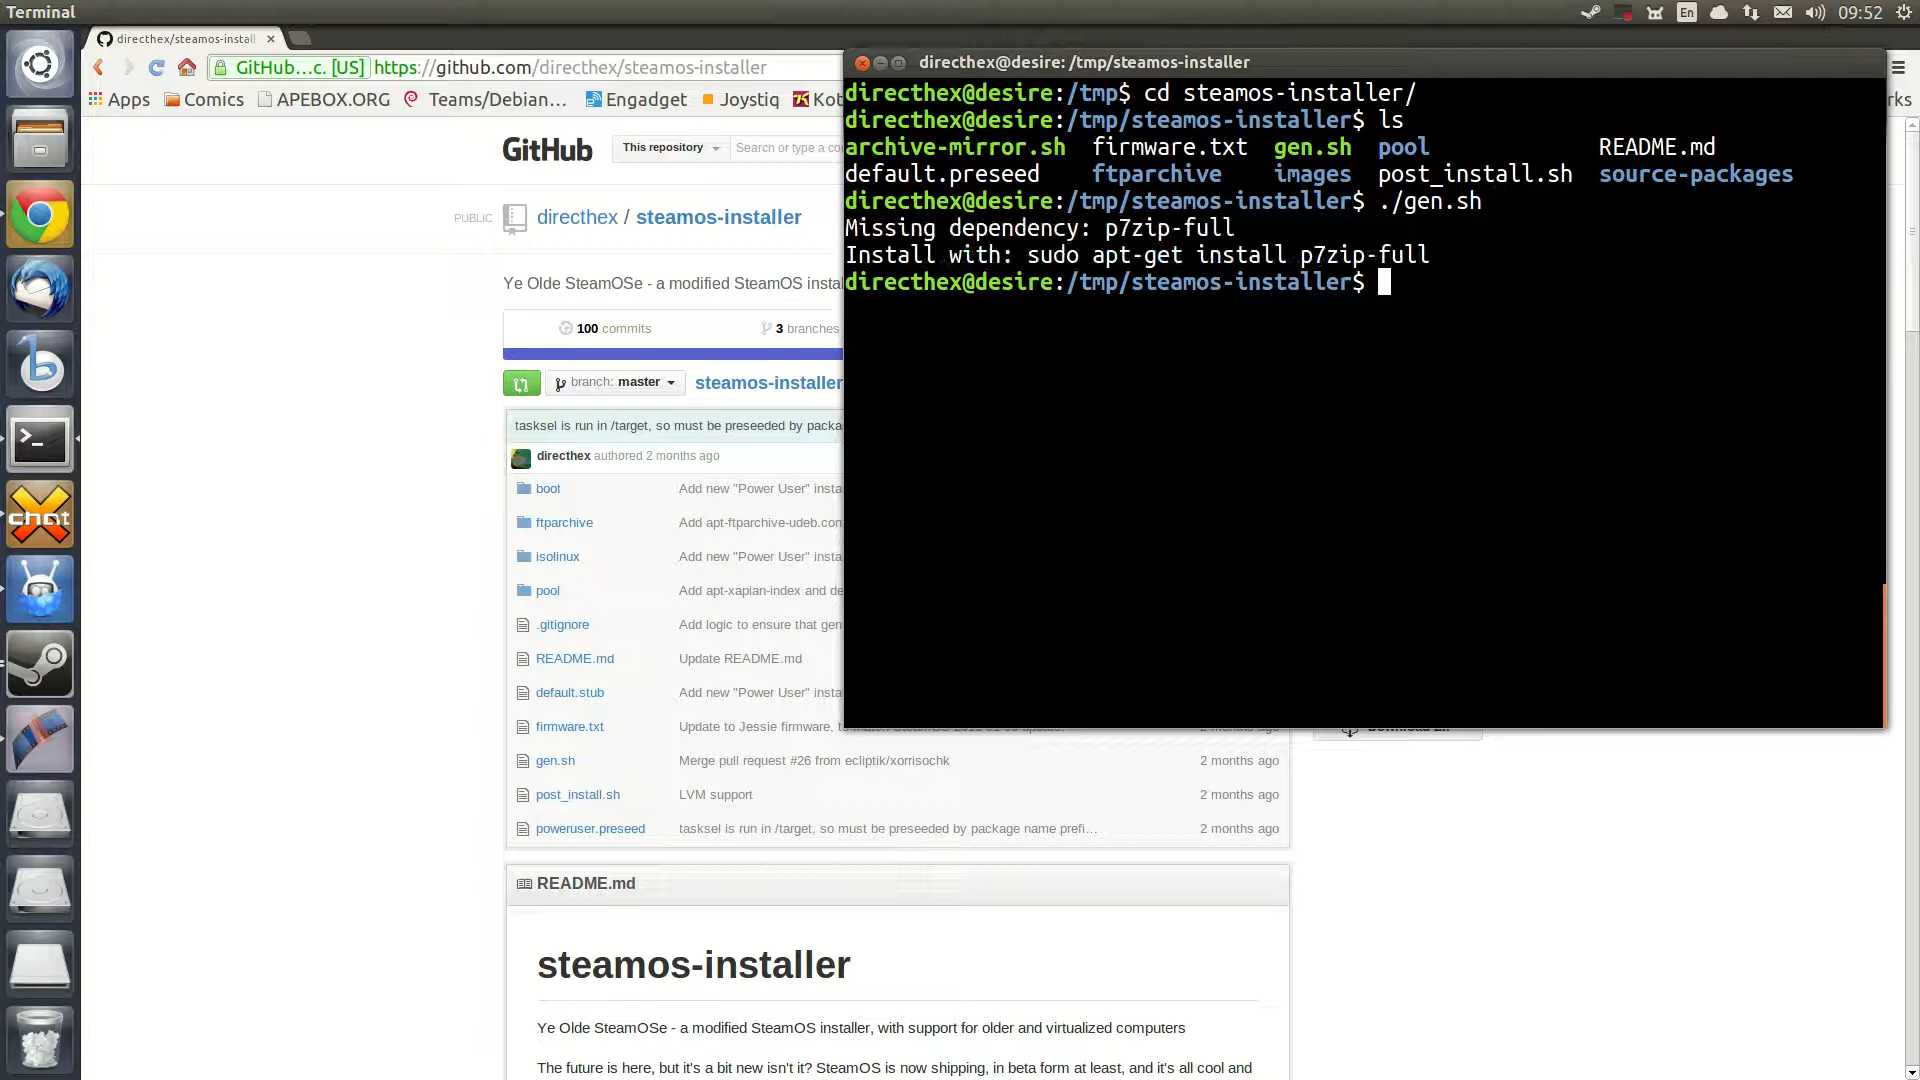 Terminal
En
09:52
directhex/steamos-install
GitHub...c. [US] https://github.com/directhex/steamos-installer
Apps Comics APEBOX.ORG Teams/Debian... Engadget Joystiq Kot
rks
GitHub
This repository
Search or type a co
PUBLIC directhex / steamos-installer
Ye Olde SteamOSe - a modified SteamOS insta
100 commits
3 branches
branch: master
steamos-installer
tasksel is run in /target, so must be preseeded by packa
directhex authored 2 months ago
boot Add new "Power User" insta
ftparchive Add apt-ftparchive-udeb.con
isolinux Add new "Power User" insta
pool Add apt-xapian-index and de
.gitignore Add logic to ensure that gen
README.md Update README.md
default.stub Add new "Power User" insta
firmware.txt Update to Jessie firmware, t
gen.sh Merge pull request #26 from ecliptik/xorrisochk 2 months ago
post_install.sh LVM support 2 months ago
poweruser.preseed tasksel is run in /target, so must be preseeded by package name prefi... 2 months ago
README.md
steamos-installer
Ye Olde SteamOSe - a modified SteamOS installer, with support for older and virtualized computers
The future is here, but it's a bit new isn't it? SteamOS is now shipping, in beta form at least, and it's all cool and
directhex@desire: /tmp/steamos-installer
directhex@desire:/tmp$ cd steamos-installer/
directhex@desire:/tmp/steamos-installer$ ls
archive-mirror.sh firmware.txt gen.sh pool README.md
default.preseed ftparchive images post_install.sh source-packages
directhex@desire:/tmp/steamos-installer$ ./gen.sh
Missing dependency: p7zip-full
Install with: sudo apt-get install p7zip-full
directhex@desire:/tmp/steamos-installer$
chat